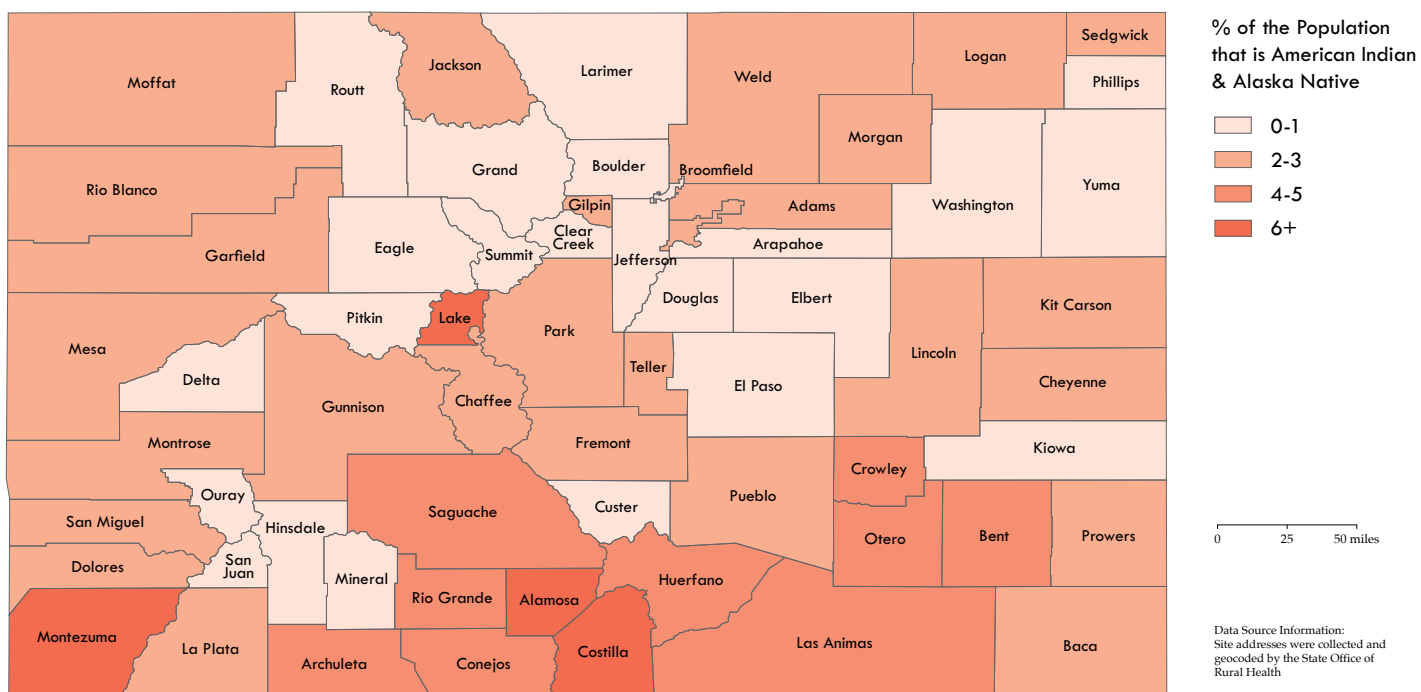 Moffat
Routt
Jackson
Larimer
Weld
Logan
Sedgwick
Phillips
Morgan
Rio Blanco
Grand
Boulder
Broomfield
Washington
Yuma
Gilpin
Adams
Garfield
Eagle
Summit
Clear
Creek
Jefferson
Arapahoe
Pitkin
Lake
Park
Douglas
Elbert
Kit Carson
Mesa
Delta
Gunnison
Chaffee
Teller
El Paso
Lincoln
Cheyenne
Montrose
Fremont
Kiowa
Ouray
Saguache
Custer
Pueblo
Crowley
San Miguel
Hinsdale
Otero
Bent
Prowers
Dolores
San
Juan
Mineral
Rio Grande
Alamosa
Huerfano
Montezuma
La Plata
Archuleta
Conejos
Costilla
Las Animas
Baca
% of the Population
that is American Indian
& Alaska Native
0-1
2-3
4-5
6+
0 25 50 miles
Data Source Information:
Site addresses were collected and
geocoded by the State Office of
Rural Health